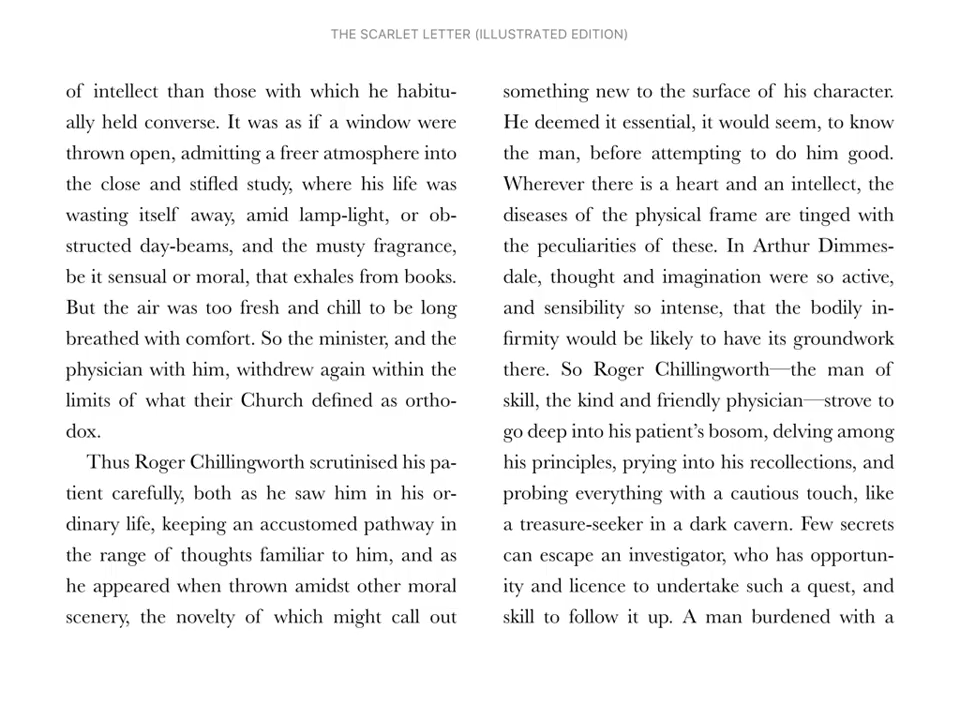 THE SCARLET LETTER (ILLUSTRATED EDITION)
of intellect than those with which he habitu-
ally held converse. It was as if a window were
thrown open, admitting a freer atmosphere into
the close and stifled study, where his life was
wasting itself away, amid lamp-light, or ob-
structed day-beams, and the musty fragrance,
be it sensual or moral, that exhales from books.
But the air was too fresh and chill to be long
breathed with comfort. So the minister, and the
physician with him, withdrew again within the
limits of what their Church defined as ortho-
dox.
Thus Roger Chillingworth scrutinised his pa-
tient carefully, both as he saw him in his or-
dinary life, keeping an accustomed pathway in
the range of thoughts familiar to him, and as
he appeared when thrown amidst other moral
scenery, the novelty of which might call out
something new to the surface of his character.
He deemed it essential, it would seem, to know
the man, before attempting to do him good.
Wherever there is a heart and an intellect, the
diseases of the physical frame are tinged with
the peculiarities of these. In Arthur Dimmes-
dale, thought and imagination were so active,
and sensibility so intense, that the bodily in-
firmity would be likely to have its groundwork
there. So Roger Chillingworth—the man of
skill, the kind and friendly physician—strove to
go deep into his patient’s bosom, delving among
his principles, prying into his recollections, and
probing everything with a cautious touch, like
a treasure-seeker in a dark cavern. Few secrets
can escape an investigator, who has opportun-
ity and licence to undertake such a quest, and
skill to follow it up. A man burdened with a